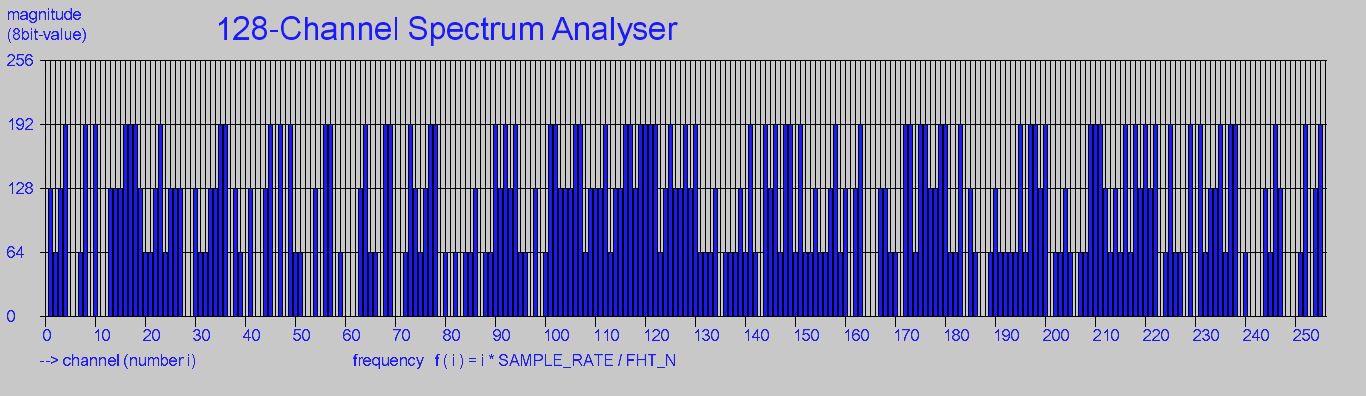 magnitude
(8bit-value)
128-Channel Spectrum Analyser
256
192
128
64
0
0 10 20 30 40 50 60 70 80 90 100 110 120 130 140 150 160 170 180 190 200 210 220 230 240 250
--> channel (number i)
frequency f ( i ) = i * SAMPLE_RATE / FHT_N